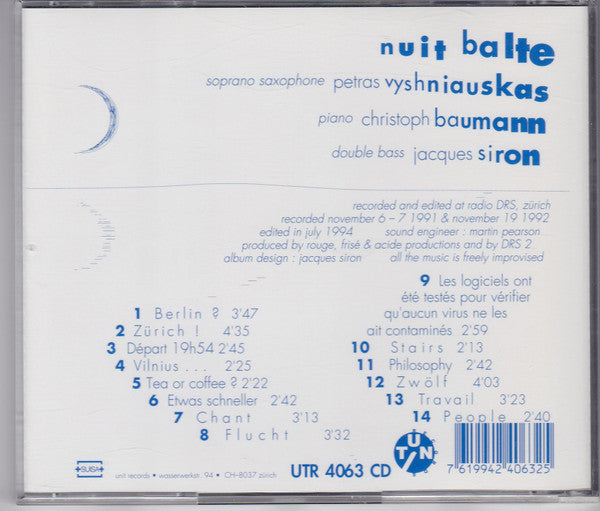 nuit balte
soprano saxophone petras vyshniauskas
piano christoph baumann
double bass jacques siron
recorded and edited at radio DRS, zürich
recorded november 6 – 7 1991 & november 19 1992
edited in july 1994 sound engineer : martin pearson
produced by rouge, frisé & acide productions and by DRS 2
album design : jacques siron all the music is freely improvised
1 Berlin ? 3'47
2 Zürich ! 4'35
3 Départ 19h54 2'45
4 Vilnius . . . 2'25
5 Tea or coffee ? 2'22
6 Etwas schneller 2'42
7 Chant 3'13
8 Flucht 3'32
9 Les logiciels ont
été testés pour vérifier
qu'aucun virus ne les
ait contaminés 2'59
10 Stairs 2'13
11 Philosophy 2'42
12 Zwölf 4'03
13 Travail 3'23
14 People 2'40
SUISA
unit records • wasserwerkstr. 94 • CH-8037 zürich
UTR 4063 CD
UNIT
7 619942 406325